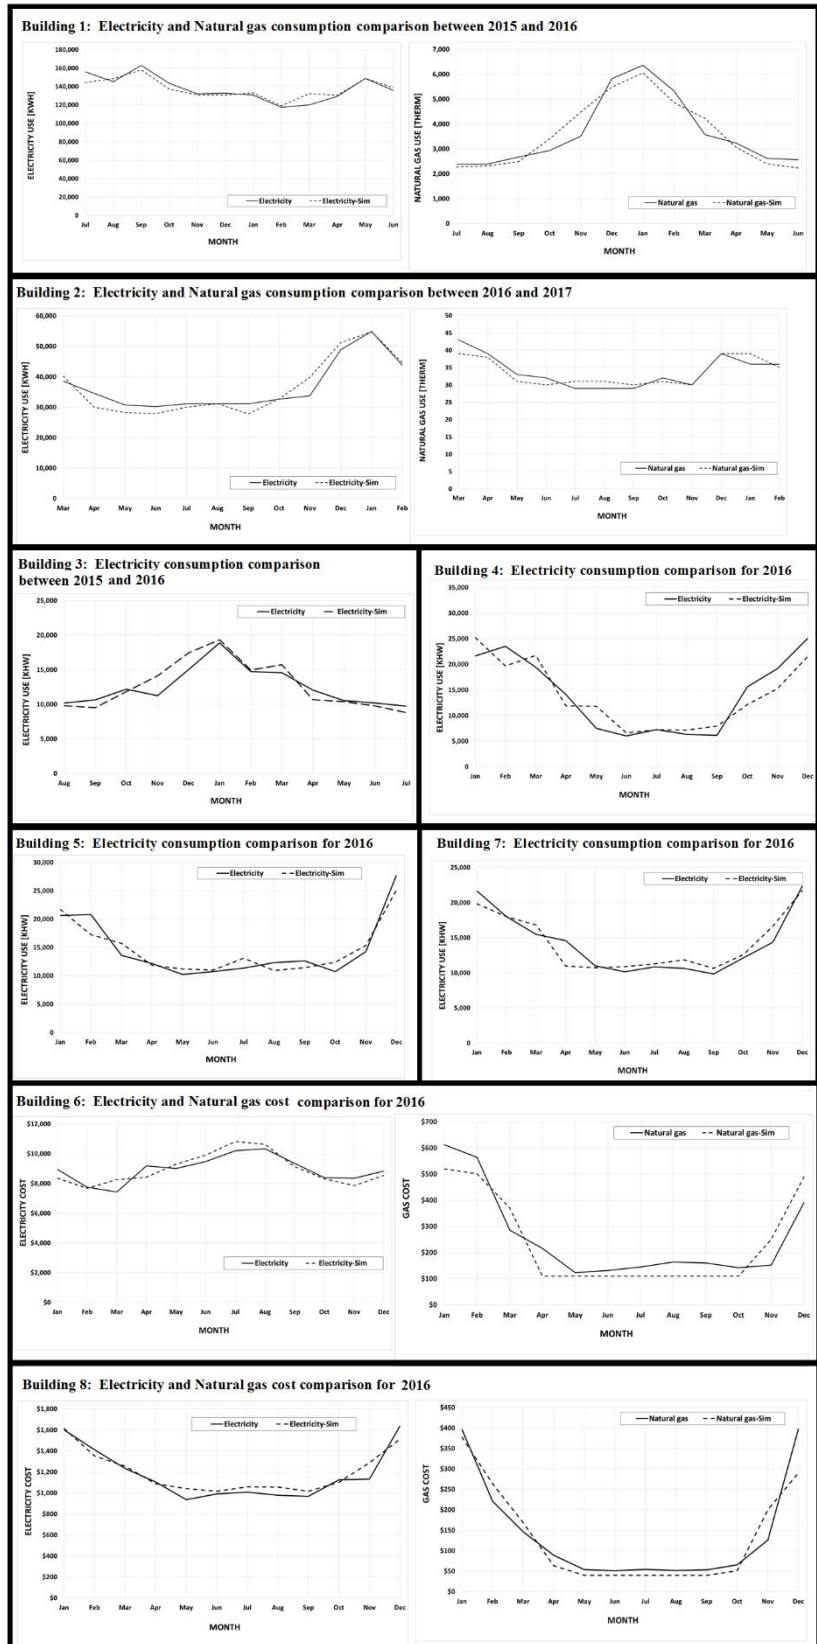 Building 1: Electricity and Natural gas consumption comparison between 2015 and 2016
180,000
160,000
140,000
120,000
100,000
80,000
60,000
40,000
20,000
0
ELECTRICITY USE [KWH]
Electricity Electricity-Sim
Jul Aug Sep Oct Nov Dec Jan Feb Mar Apr May Jun
MONTH
7,000
6,000
5,000
4,000
3,000
2,000
1,000
0
NATURAL GAS USE [THERM]
Natural gas Natural gas-Sim
Jul Aug Sep Oct Nov Dec Jan Feb Mar Apr May Jun
MONTH
Building 2: Electricity and Natural gas consumption comparison between 2016 and 2017
60,000
50,000
40,000
30,000
20,000
10,000
0
ELECTRICITY USE [KWH]
Electricity Electricity-Sim
Mar Apr May Jun Jul Aug Sep Oct Nov Dec Jan Feb
MONTH
50
45
40
35
30
25
20
15
10
5
0
NATURAL GAS USE [THERM]
Natural gas Natural gas-Sim
Mar Apr May Jun Jul Aug Sep Oct Nov Dec Jan Feb
MONTH
Building 3: Electricity consumption comparison
between 2015 and 2016
25,000
20,000
15,000
10,000
5,000
0
ELECTRICITY USE [KHW]
Electricity Electricity-Sim
Aug Sep Oct Nov Dec Jan Feb Mar Apr May Jun Jul
MONTH
Building 4: Electricity consumption comparison for 2016
35,000
30,000
25,000
20,000
15,000
10,000
5,000
0
ELECTRICITY USE [KHW]
Electricity Electricity-Sim
Jan Feb Mar Apr May Jun Jul Aug Sep Oct Nov Dec
MONTH
Building 5: Electricity consumption comparison for 2016
30,000
25,000
20,000
15,000
10,000
5,000
0
ELECTRICITY USE [KHW]
Electricity Electricity-Sim
Jan Feb Mar Apr May Jun Jul Aug Sep Oct Nov Dec
MONTH
Building 7: Electricity consumption comparison for 2016
25,000
20,000
15,000
10,000
5,000
0
ELECTRICITY USE [KHW]
Electricity Electricity-Sim
Jan Feb Mar Apr May Jun Jul Aug Sep Oct Nov Dec
MONTH
Building 6: Electricity and Natural gas cost comparison for 2016
$12,000
$10,000
$8,000
$6,000
$4,000
$2,000
$0
ELECTRICITY COST
Electricity Electricity-Sim
Jan Feb Mar Apr May Jun Jul Aug Sep Oct Nov Dec
MONTH
$700
$600
$500
$400
$300
$200
$100
$0
GAS COST
Natural gas Natural gas-Sim
Jan Feb Mar Apr May Jun Jul Aug Sep Oct Nov Dec
MONTH
Building 8: Electricity and Natural gas cost comparison for 2016
$1,800
$1,600
$1,400
$1,200
$1,000
$800
$600
$400
$200
$0
ELECTRICITY COST
Electricity Electricity-Sim
Jan Feb Mar Apr May Jun Jul Aug Sep Oct Nov Dec
MONTH
$450
$400
$350
$300
$250
$200
$150
$100
$50
$0
GAS COST
Natural gas Natural gas-Sim
Jan Feb Mar Apr May Jun Jul Aug Sep Oct Nov Dec
MONTH